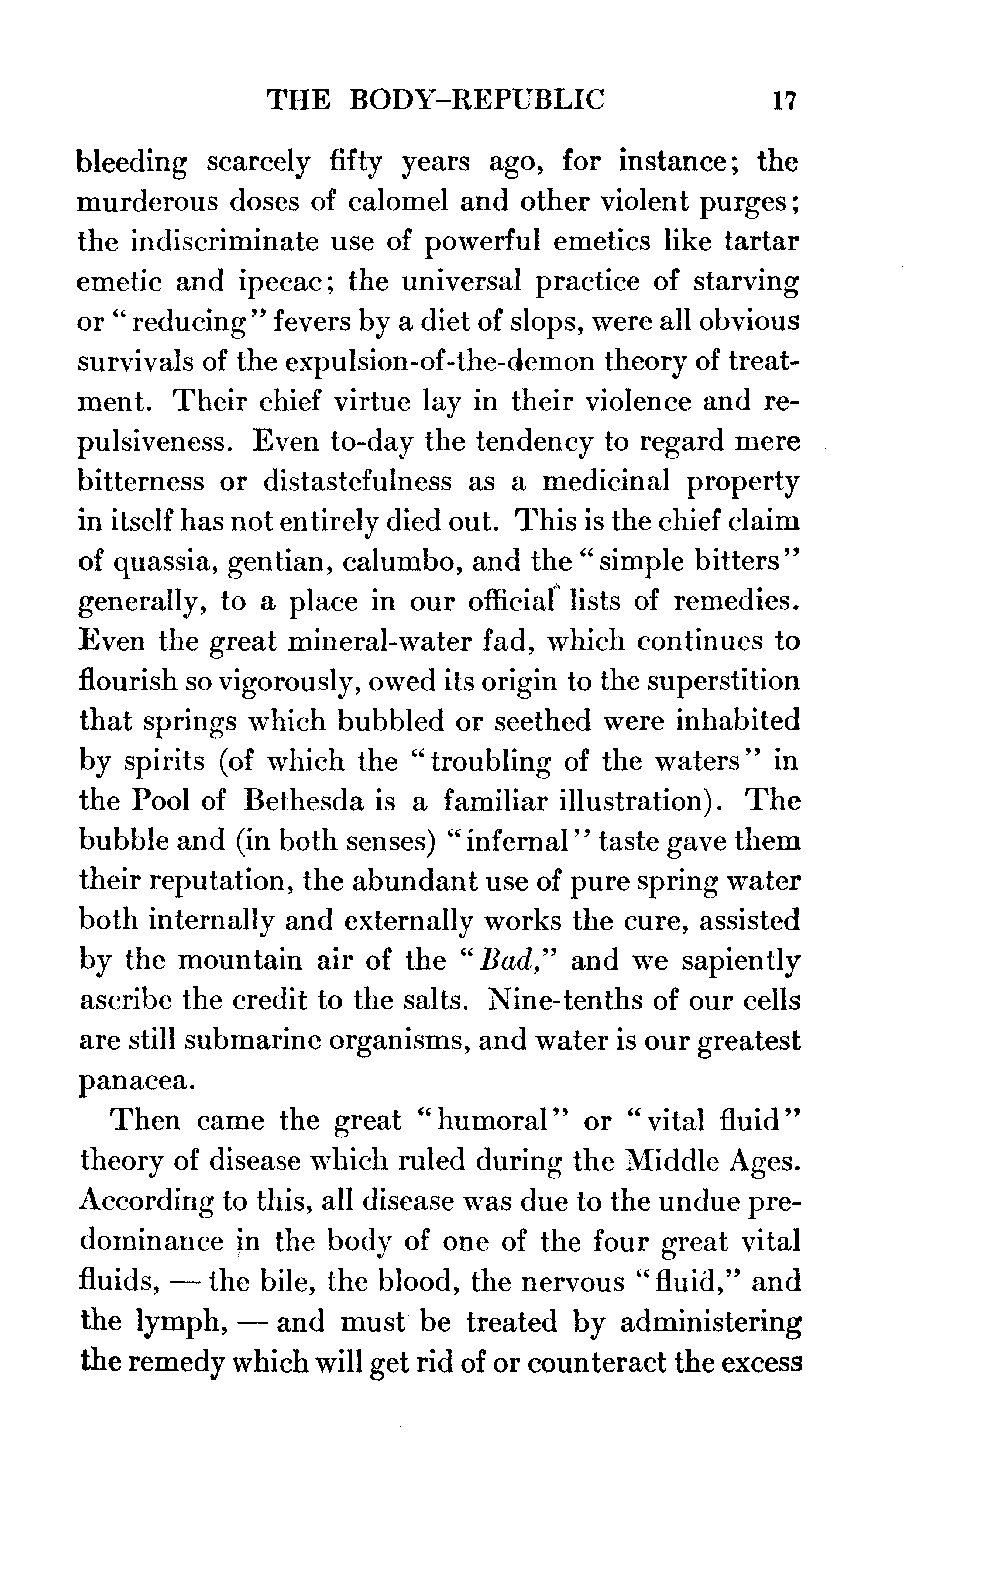 THE BODY–REPUBLIC 17
bleeding scarcely fifty years ago, for instance; the
murderous doses of calomel and other violent purges;
the indiscriminate use of powerful emetics like tartar
emetic and ipecac; the universal practice of starving
or “reducing” fevers by a diet of slops, were all obvious
survivals of the expulsion-of-the-demon theory of treat-
ment. Their chief virtue lay in their violence and re-
pulsiveness. Even to-day the tendency to regard mere
bitterness or distastefulness as a medicinal property
in itself has not entirely died out. This is the chief claim
of quassia, gentian, calumbo, and the “simple bitters”
generally, to a place in our official lists of remedies.
Even the great mineral-water fad, which continues to
flourish so vigorously, owed its origin to the superstition
that springs which bubbled or seethed were inhabited
by spirits (of which the “troubling of the waters” in
the Pool of Bethesda is a familiar illustration). The
bubble and (in both senses) “infernal” taste gave them
their reputation, the abundant use of pure spring water
both internally and externally works the cure, assisted
by the mountain air of the “Bad,” and we sapiently
ascribe the credit to the salts. Nine-tenths of our cells
are still submarine organisms, and water is our greatest
panacea.
Then came the great “humoral” or “vital fluid”
theory of disease which ruled during the Middle Ages.
According to this, all disease was due to the undue pre-
dominance in the body of one of the four great vital
fluids, — the bile, the blood, the nervous “fluid,” and
the lymph, — and must be treated by administering
the remedy which will get rid of or counteract the excess